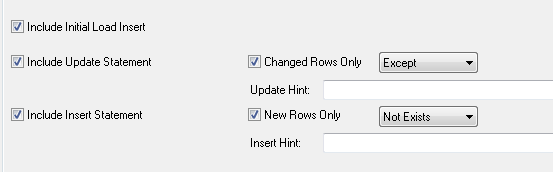 Include Initial Load Insert
Include Update Statement Changed Rows Only Except
Update Hint:
Include Insert Statement New Rows Only Not Exists
Insert Hint: